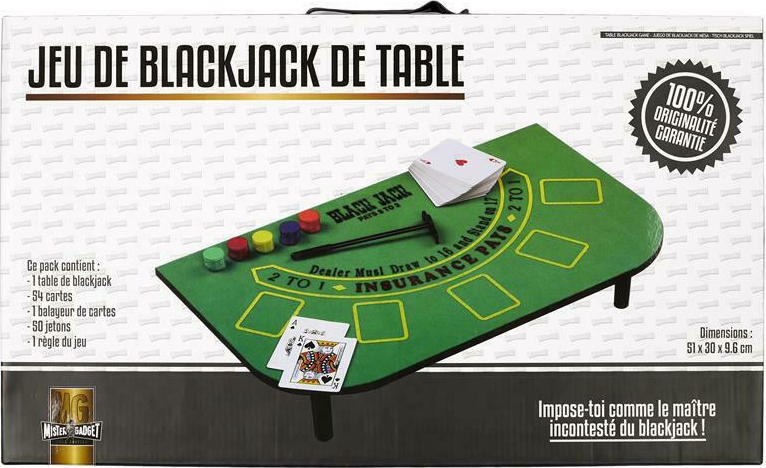 TABLE BLACKJACK GAME - JUEGO DE BLACKJACK DE MESA - TISCH BLACKJACK SPIEL
JEU DE BLACKJACK DE TABLE
100%
ORIGINALITÉ
GARANTIE
BLACK JACK
PAYS 3 TO 2
Dealer Must Draw to 16 and Stand on 17
2 TO 1 INSURANCE PAYS 2 TO 1
Ce pack contient :
- 1 table de blackjack
- 54 cartes
- 1 balayeur de cartes
- 50 jetons
- 1 règle du jeu
A
K
Dimensions :
51 x 30 x 9.6 cm
MG
MISTER GADGET
Impose-toi comme le maître
incontesté du blackjack !